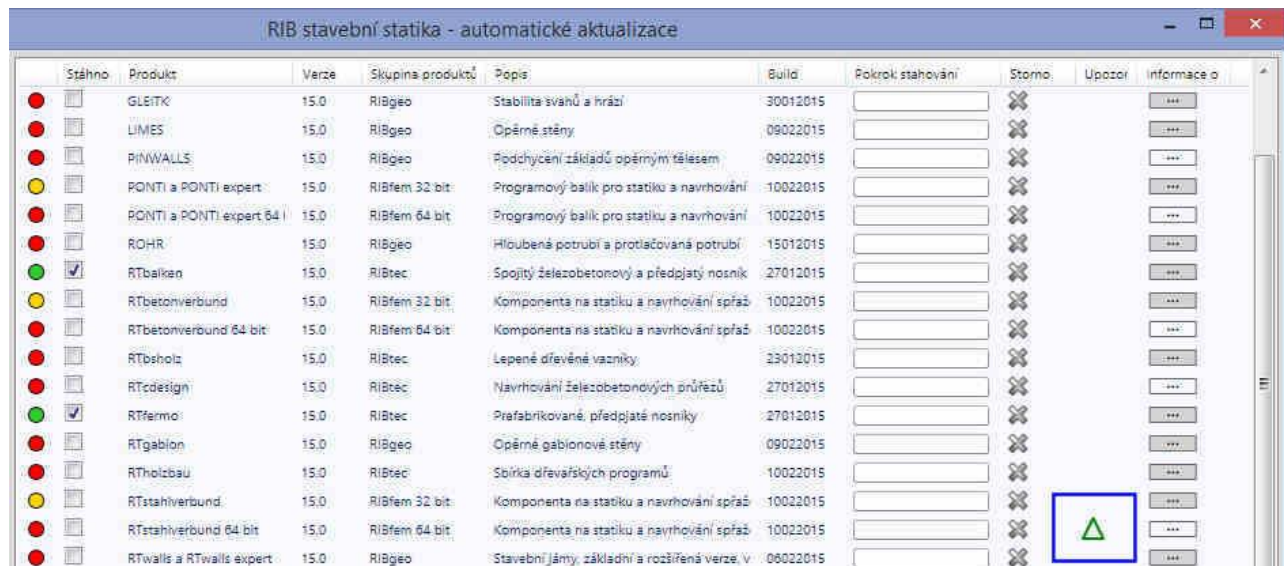 RIB stavební statika - automatické aktualizace
Stáhno Produkt Verze Skupina produktů Popis Build Pokrok stahování Storno Upozor Informace o
GLEITK 15.0 RIBgeo Stabilita svahů a hrází 30012015 ...
LIMES 15.0 RIBgeo Opěrné stěny 09022015 ...
PINWALLS 15.0 RIBgeo Podchycení základů opěrným tělesem 09022015 ...
PONTI a PONTI expert 15.0 RIBfem 32 bit Programový balík pro statiku a navrhování 10022015 ...
PONTI a PONTI expert 64 15.0 RIBfem 64 bit Programový balík pro statiku a navrhování 10022015 ...
ROHR 15.0 RIBgeo Hloubená potrubí a protlačovaná potrubí 15012015 ...
RTbalken 15.0 RIBtec Spojitý železobetonový a předpjatý nosník 27012015 ...
RTbetonverbund 15.0 RIBfem 32 bit Komponenta na statiku a navrhování spřaž 10022015 ...
RTbetonverbund 64 bit 15.0 RIBfem 64 bit Komponenta na statiku a navrhování spřaž 10022015 ...
RTbsholz 15.0 RIBtec Lepené dřevěné vazníky 23012015 ...
RTcdesign 15.0 RIBtec Navrhování železobetonových průřezů 27012015 ...
RTfermo 15.0 RIBtec Prefabrikované, předpjaté nosníky 27012015 ...
RTgabion 15.0 RIBgeo Opěrné gabionové stěny 09022015 ...
RTholzbau 15.0 RIBtec Sbírka dřevařských programů 10022015 ...
RTstahlverbund 15.0 RIBfem 32 bit Komponenta na statiku a navrhování spřaž 10022015 ...
RTstahlverbund 64 bit 15.0 RIBfem 64 bit Komponenta na statiku a navrhování spřaž 10022015 ...
RTwalls a RTwalls expert 15.0 RIBgeo Stavební jámy, základní a rozšířená verze, v 06022015 ...